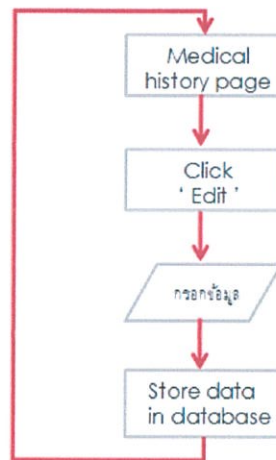 Medical
history page
Click
‘ Edit ’
กรอกข้อมูล
Store data
in database